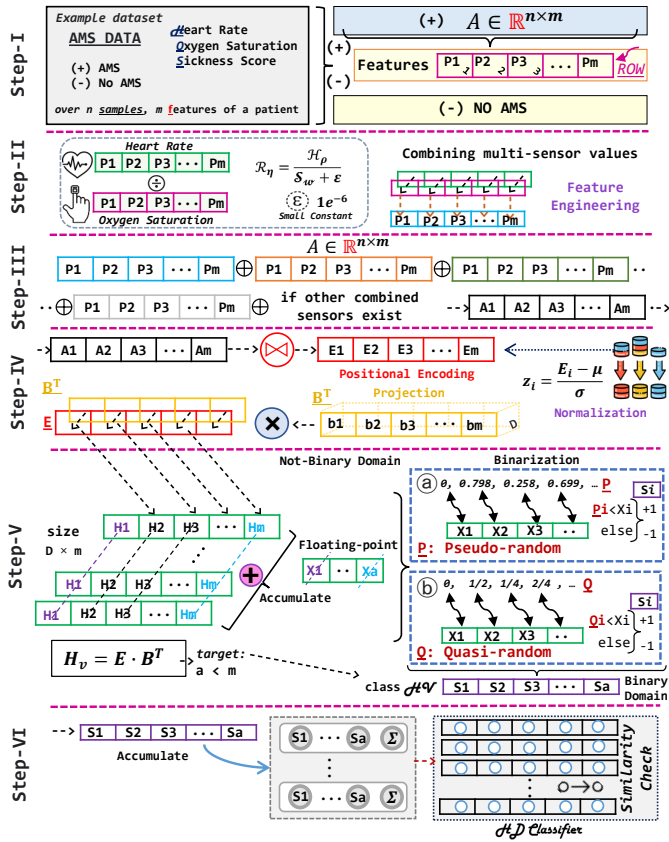 Step-I
Example dataset
AMS DATA
(+) AMS
(-) No AMS
Heart Rate
Oxygen Saturation
Sickness Score
over n samples, m features of a patient
(+)
(-)
(+) A ∈ ℝⁿˣᵐ
Features
P1 P2 P3 ... Pm
1 2 3
ROW
(-) NO AMS
Step-II
Heart Rate
P1 P2 P3 ... Pm
÷
P1 P2 P3 ... Pm
Oxygen Saturation
ℛ_η = ℋ_ρ / (𝒮_w + ε)
ε 1e⁻⁶
Small Constant
Combining multi-sensor values
P1 P2 P3 ... Pm
Feature
Engineering
Step-III
A ∈ ℝⁿˣᵐ
P1 P2 P3 ... Pm ⊕ P1 P2 P3 ... Pm ⊕ P1 P2 P3 ... Pm ..
.. ⊕ P1 P2 P3 ... Pm ⊕
if other combined
sensors exist
A1 A2 A3 ... Am
Step-IV
A1 A2 A3 ... Am
⋈
E1 E2 E3 ... Em
Positional Encoding
z_i = (E_i − μ) / σ
Normalization
Bᵀ
E
×
Projection
Bᵀ
b1 b2 b3 ... bm
D
Step-V
Not-Binary Domain
Binarization
size
D × m
H1 H2 H3 ... Hm
H1 H2 H3 ... Hm
H1 H2 H3 ... Hm
+
Accumulate
Floating-point
X1 .. Xa
a
0, 0.798, 0.258, 0.699, … P
X1 X2 X3 ..
Si
Pi<Xi +1
else -1
P: Pseudo-random
b
0, 1/2, 1/4, 2/4 , … Q
X1 X2 X3 ..
Si
Qi<Xi +1
else -1
Q: Quasi-random
H_v = E · Bᵀ
target:
a < m
class HV
S1 S2 S3 ... Sa
Binary
Domain
Step-VI
S1 S2 S3 ... Sa
Accumulate
S1 ... Sa Σ
S1 ... Sa Σ
Similarity
Check
HD Classifier